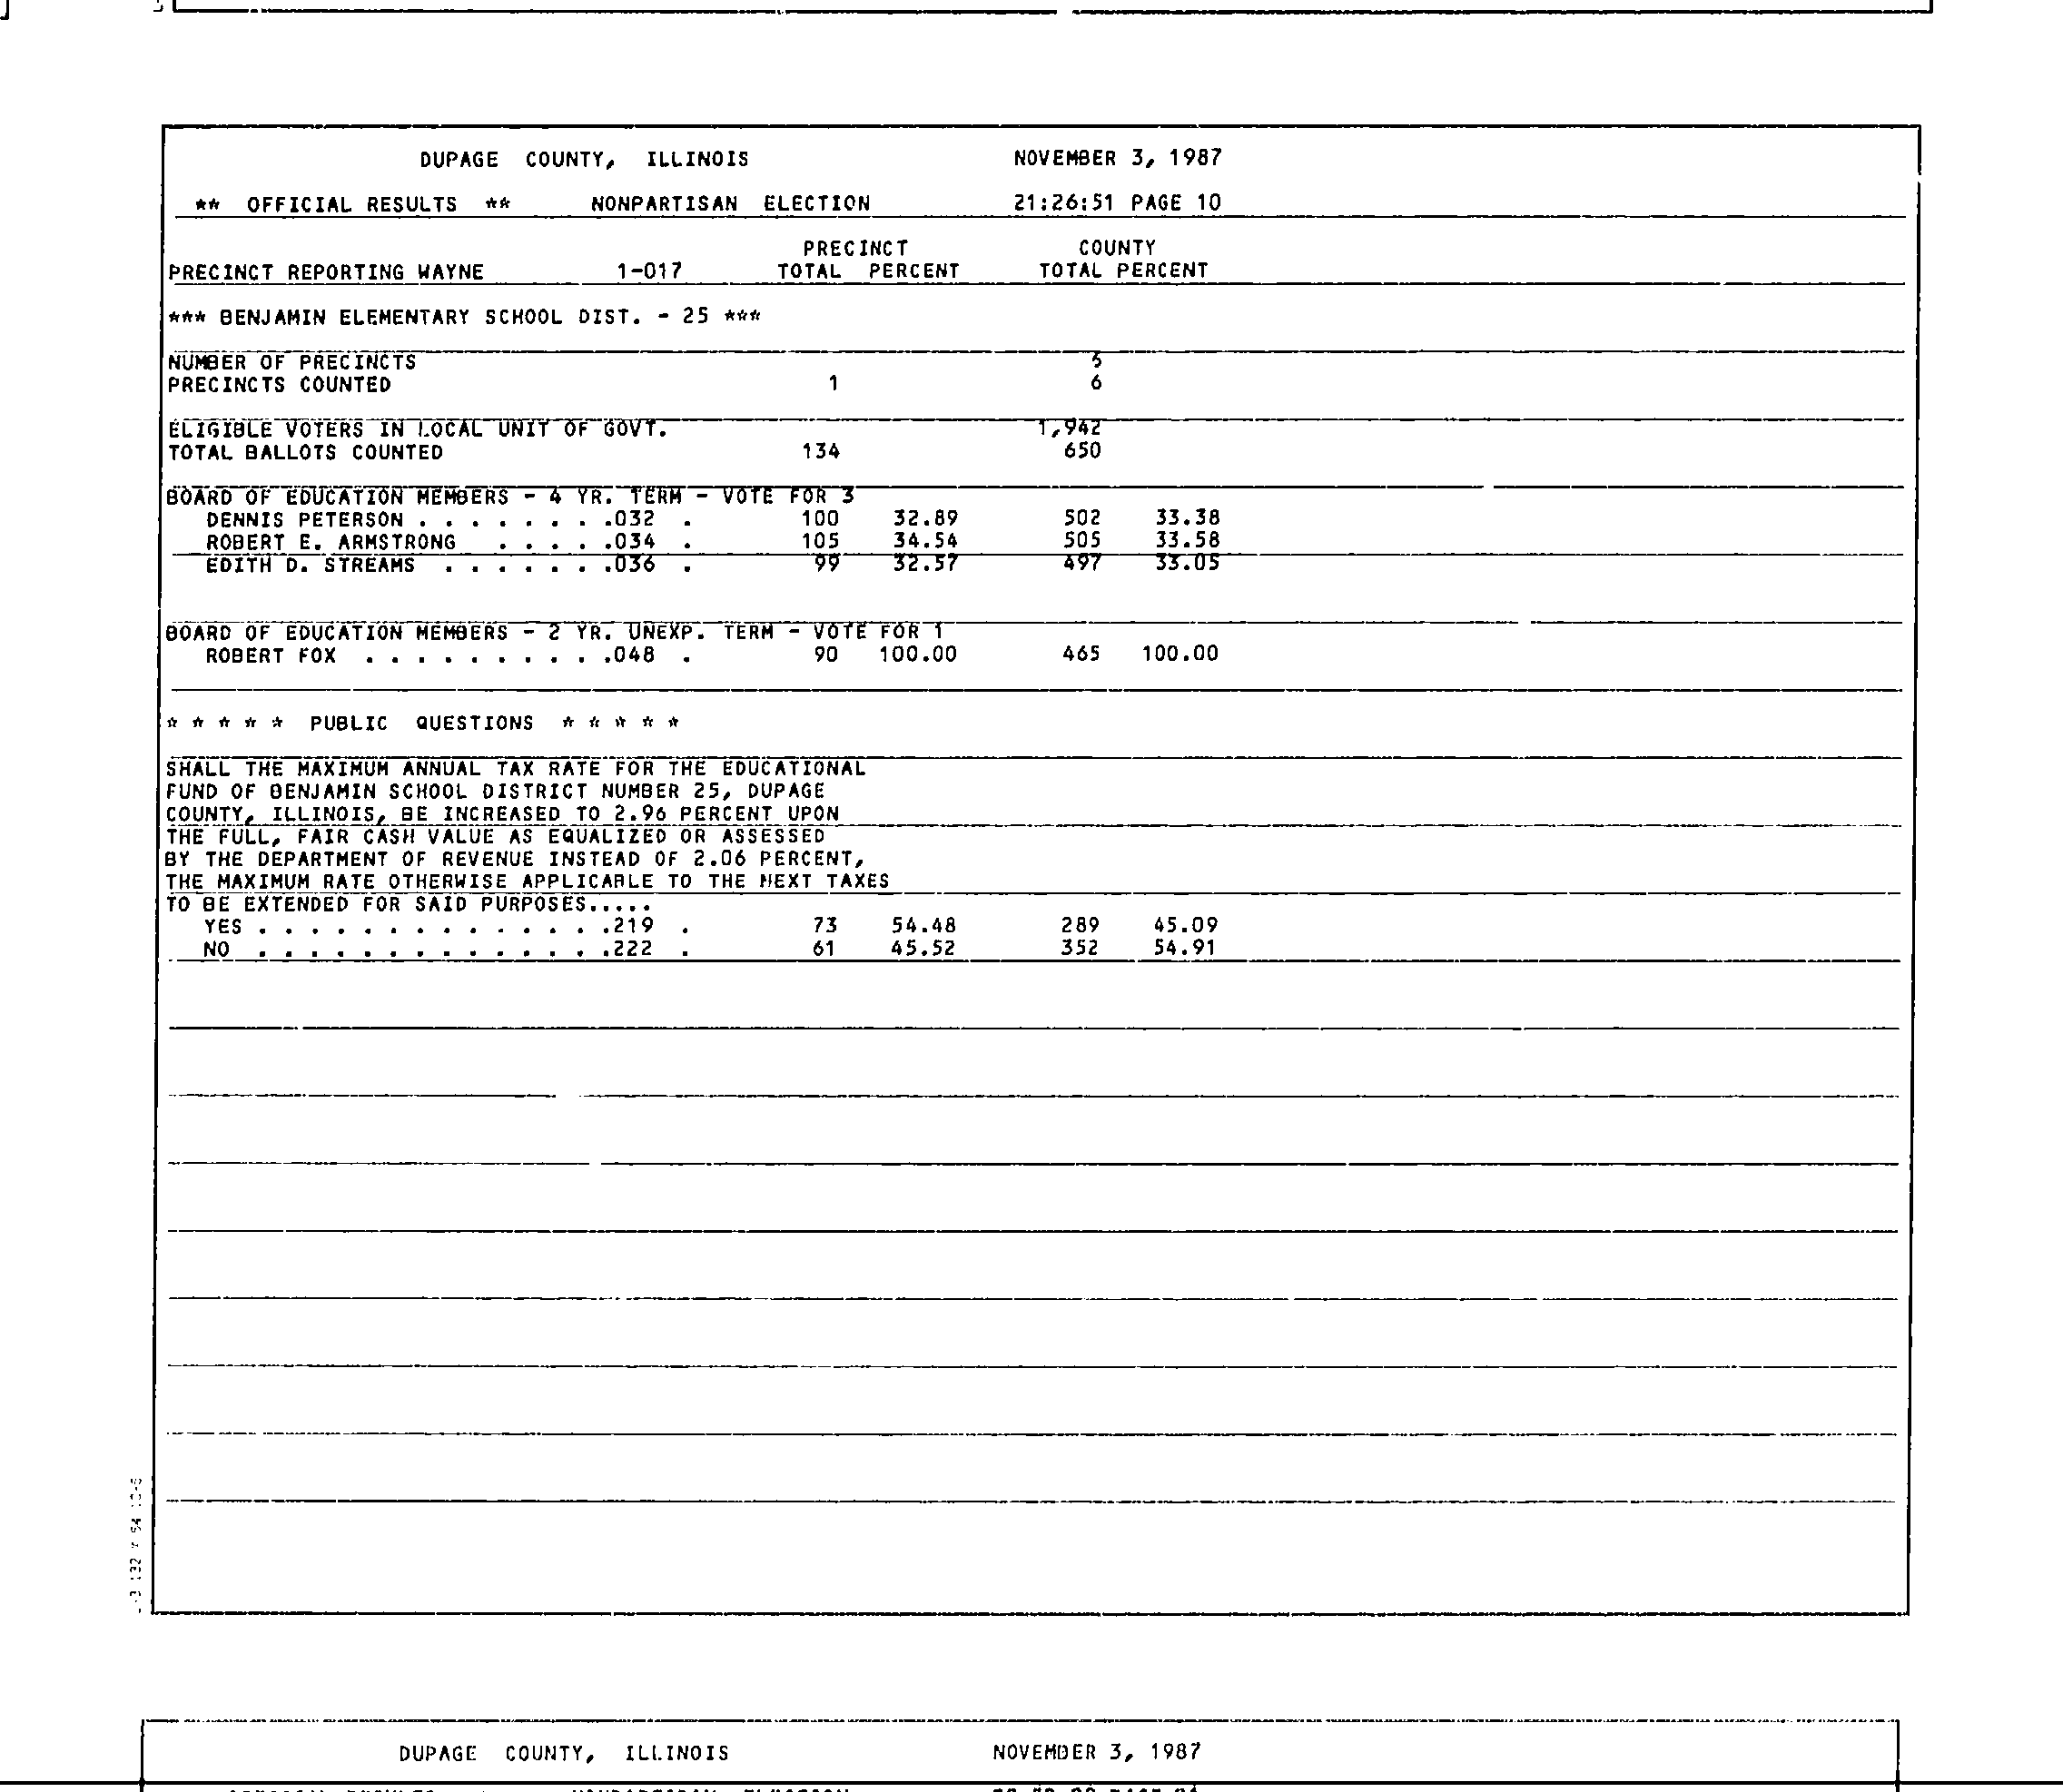 DUPAGE COUNTY, ILLINOIS NOVEMBER 3, 1987
** OFFICIAL RESULTS ** NONPARTISAN ELECTION 21:26:51 PAGE 10
PRECINCT COUNTY
PRECINCT REPORTING WAYNE 1-017 TOTAL PERCENT TOTAL PERCENT
*** BENJAMIN ELEMENTARY SCHOOL DIST. - 25 ***
NUMBER OF PRECINCTS
PRECINCTS COUNTED 1 6
ELIGIBLE VOTERS IN LOCAL UNIT OF GOVT. 1,942
TOTAL BALLOTS COUNTED 134 650
BOARD OF EDUCATION MEMBERS - 4 YR. TERM - VOTE FOR 3
DENNIS PETERSON . . . . . . . .032 . 100 32.89 502 33.38
ROBERT E. ARMSTRONG . . . . .034 . 105 34.54 505 33.58
EDITH D. STREAMS . . . . . . .036 . 99 32.57 497 33.05
BOARD OF EDUCATION MEMBERS - 2 YR. UNEXP. TERM - VOTE FOR 1
ROBERT FOX . . . . . . . . . .048 . 90 100.00 465 100.00
* * * * * PUBLIC QUESTIONS * * * * *
SHALL THE MAXIMUM ANNUAL TAX RATE FOR THE EDUCATIONAL
FUND OF BENJAMIN SCHOOL DISTRICT NUMBER 25, DUPAGE
COUNTY, ILLINOIS, BE INCREASED TO 2.96 PERCENT UPON
THE FULL, FAIR CASH VALUE AS EQUALIZED OR ASSESSED
BY THE DEPARTMENT OF REVENUE INSTEAD OF 2.06 PERCENT,
THE MAXIMUM RATE OTHERWISE APPLICABLE TO THE NEXT TAXES
TO BE EXTENDED FOR SAID PURPOSES.....
YES . . . . . . . . . . . . . .219 . 73 54.48 289 45.09
NO . . . . . . . . . . . . . .222 . 61 45.52 352 54.91
DUPAGE COUNTY, ILLINOIS NOVEMBER 3, 1987